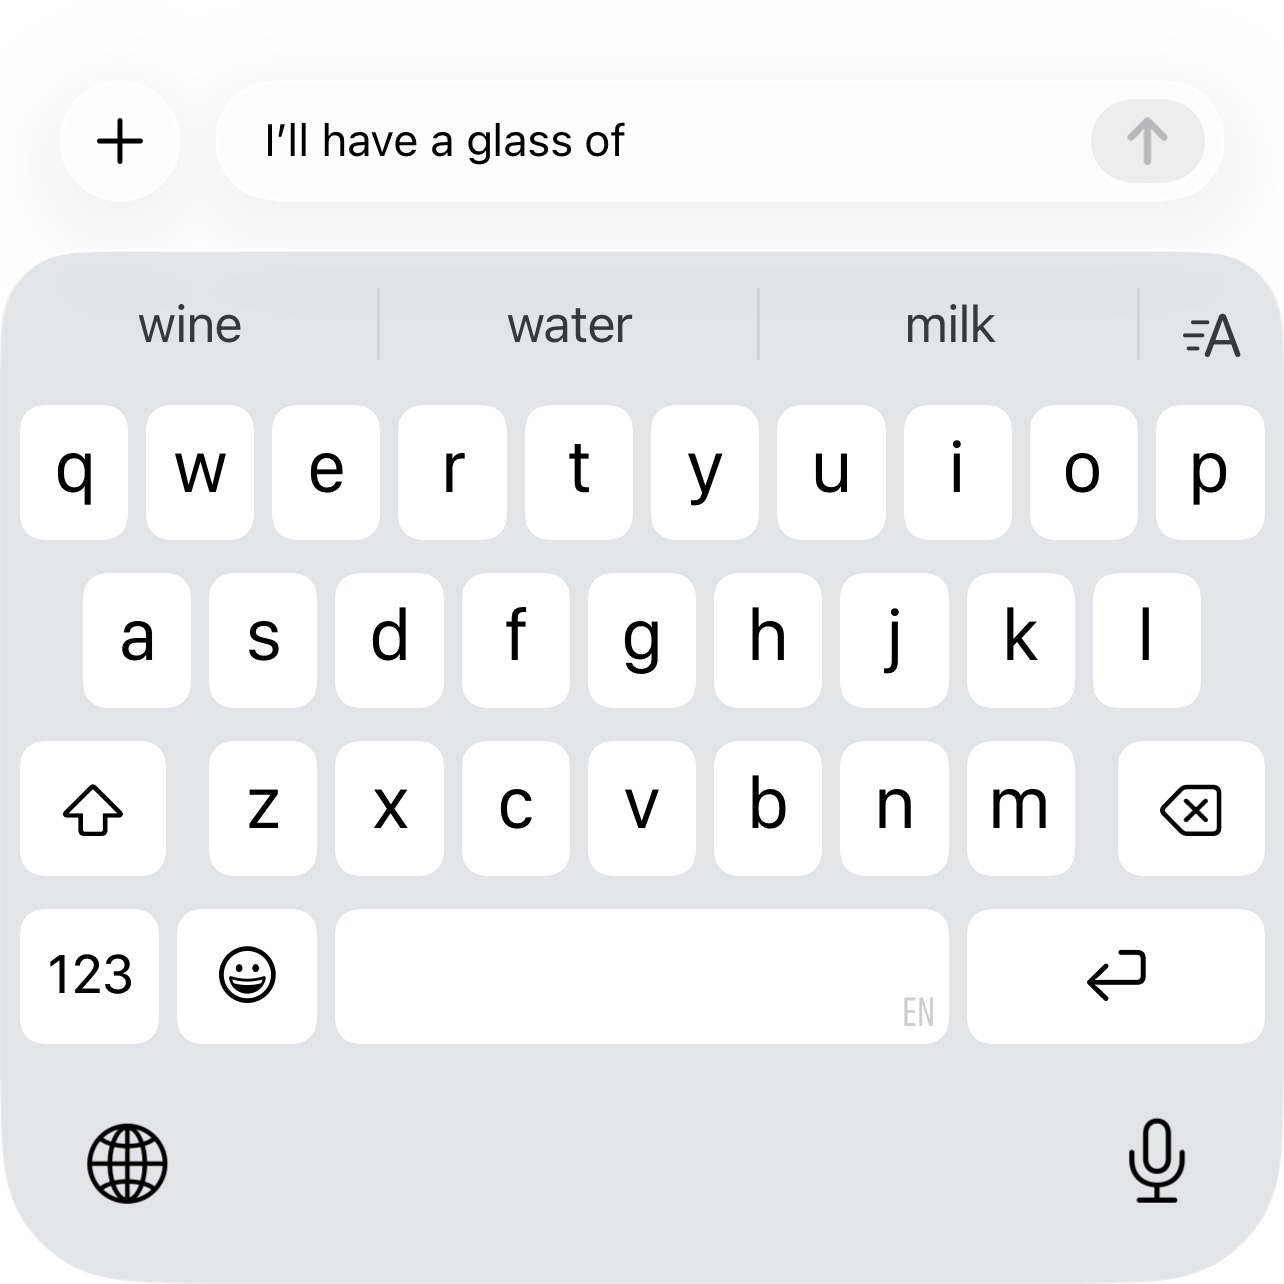 I’ll have a glass of
wine water milk A
q w e r t y u i o p
a s d f g h j k l
z x c v b n m
123 EN